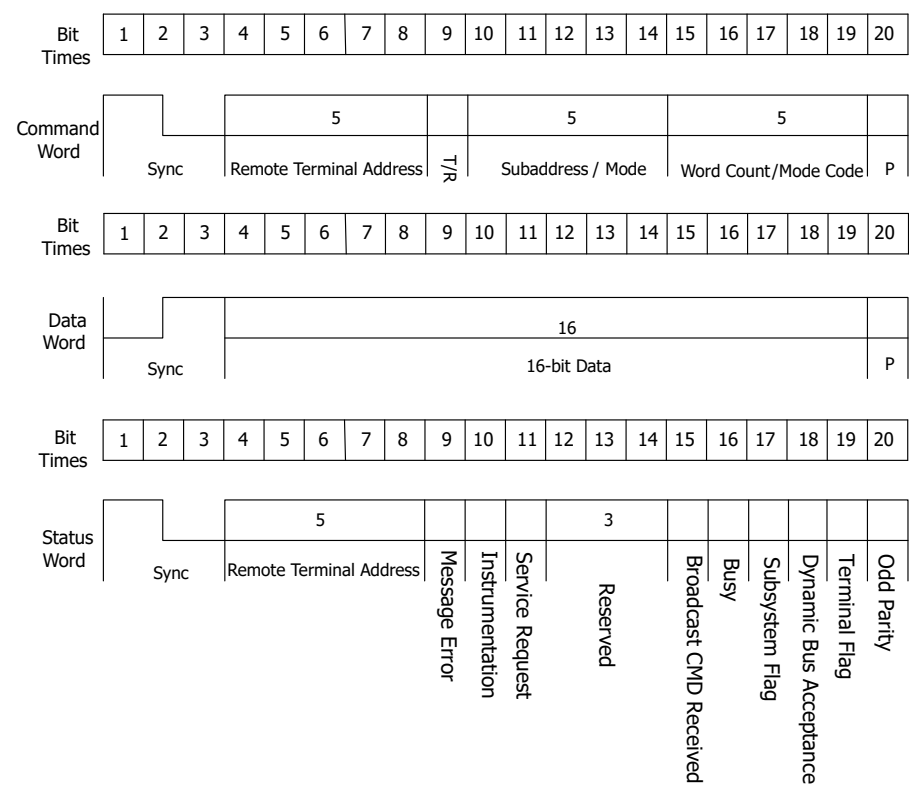 Bit Times 1 2 3 4 5 6 7 8 9 10 11 12 13 14 15 16 17 18 19 20
Command Word
5 5 5
Sync Remote Terminal Address T/R Subaddress / Mode Word Count/Mode Code P
Bit Times 1 2 3 4 5 6 7 8 9 10 11 12 13 14 15 16 17 18 19 20
Data Word
16
Sync 16-bit Data P
Bit Times 1 2 3 4 5 6 7 8 9 10 11 12 13 14 15 16 17 18 19 20
Status Word
5 3
Sync Remote Terminal Address
Message Error
Instrumentation
Service Request
Reserved
Broadcast CMD Received
Busy
Subsystem Flag
Dynamic Bus Acceptance
Terminal Flag
Odd Parity